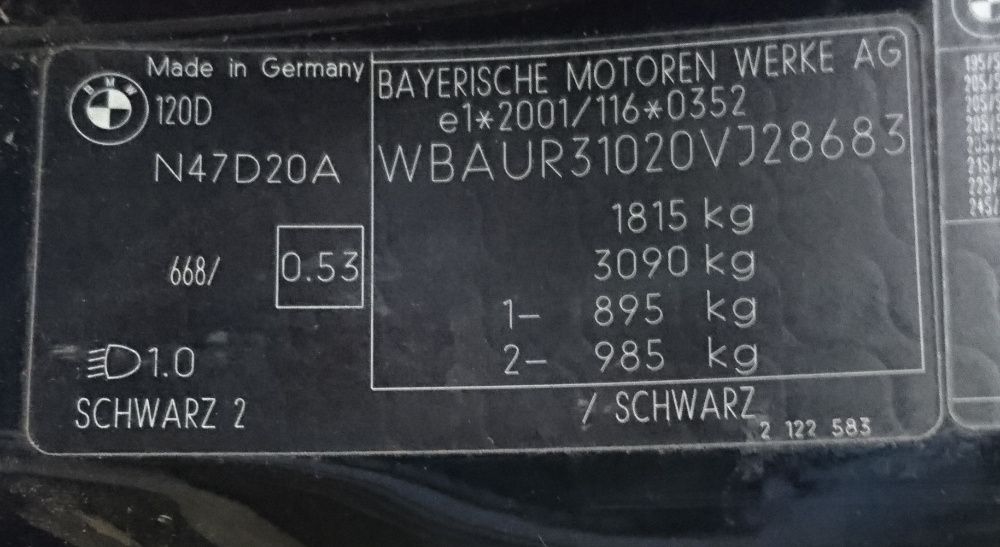 Made in Germany
BMW
120D
N47D20A
668/
0.53
1.0
SCHWARZ 2
BAYERISCHE MOTOREN WERKE AG
e1*2001/116*0352
WBAUR31020VJ28683
1815 kg
3090 kg
1- 895 kg
2- 985 kg
/ SCHWARZ
2 122 583